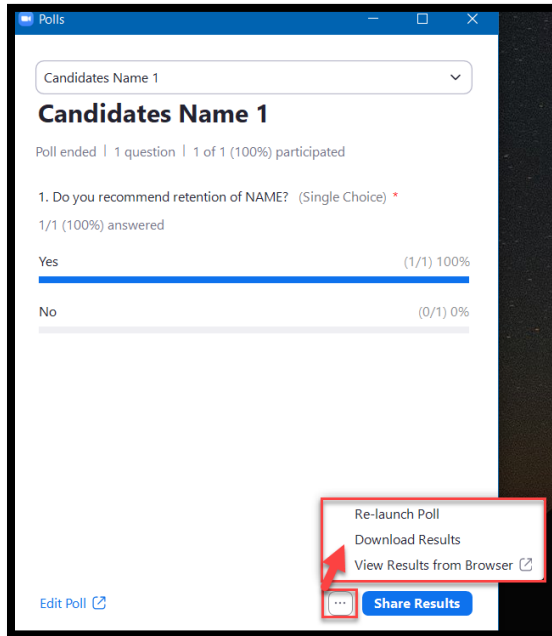 Polls
Candidates Name 1
Candidates Name 1
Poll ended | 1 question | 1 of 1 (100%) participated
1. Do you recommend retention of NAME? (Single Choice) *
1/1 (100%) answered
Yes (1/1) 100%
No (0/1) 0%
Re-launch Poll
Download Results
View Results from Browser
Edit Poll ... Share Results